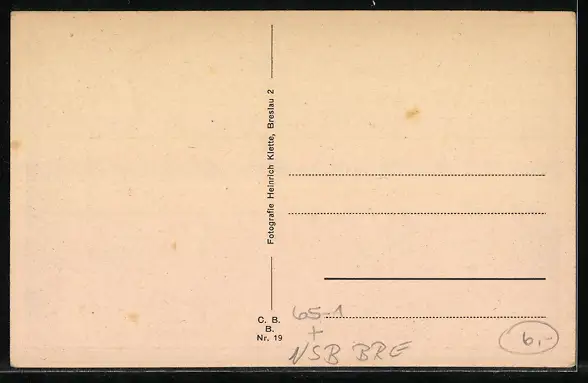 Fotografie Heinrich Klette, Breslau 2
C. B.
B.
Nr. 19
65-1
+
NSB BRE
6,-